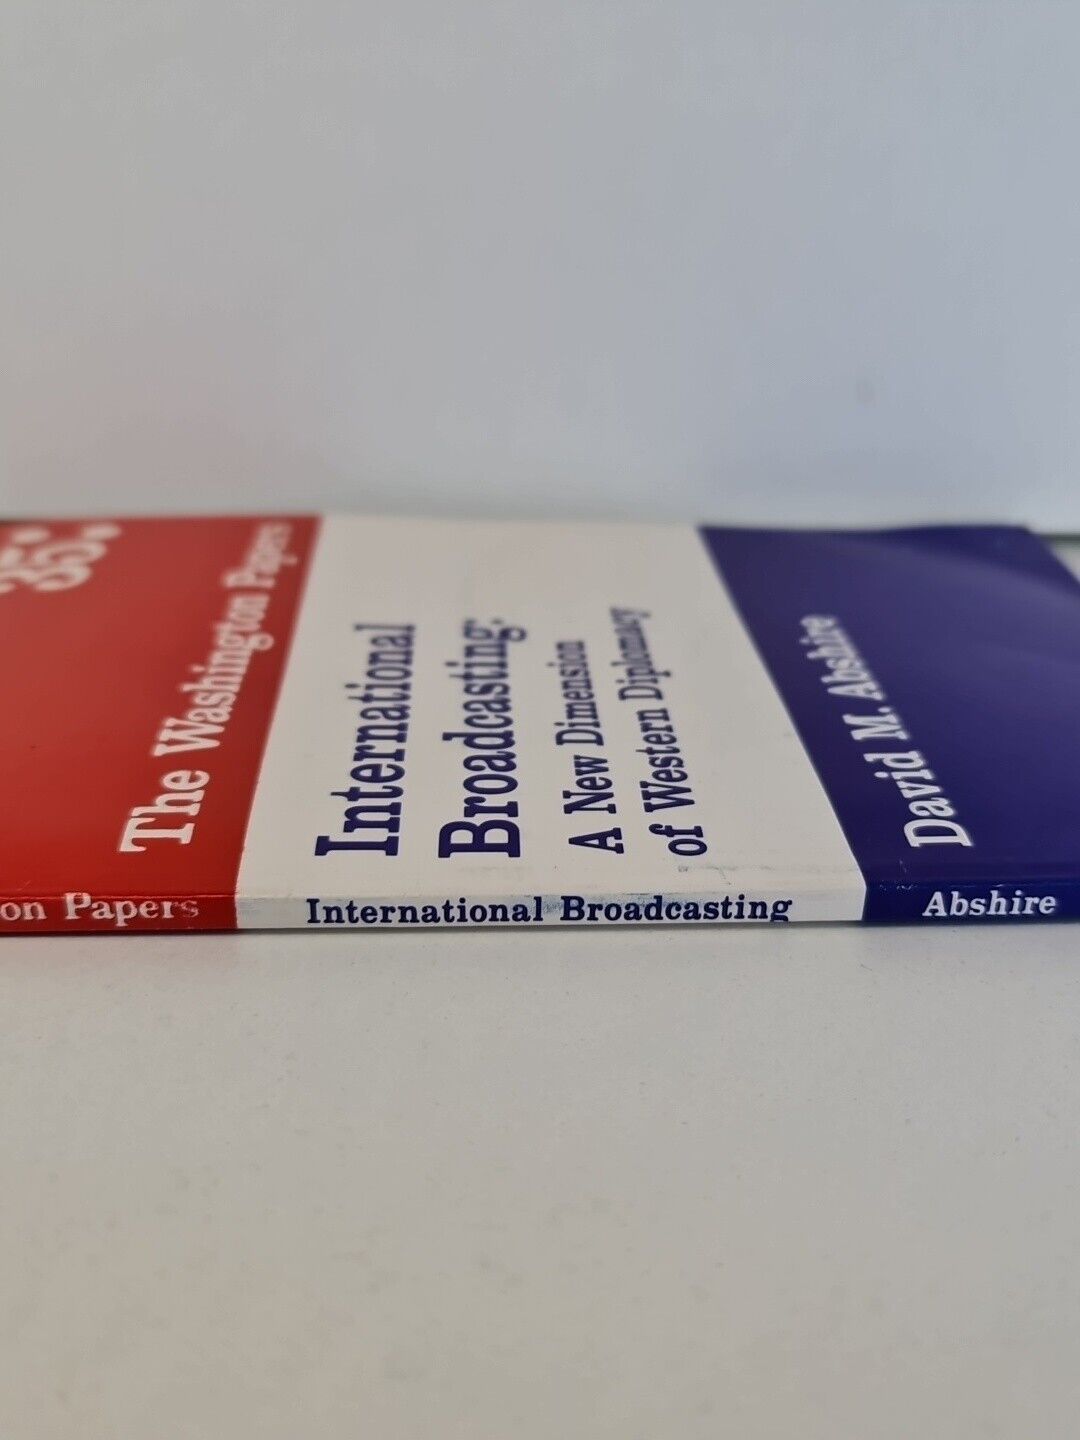 35:
The Washington Papers
International
Broadcasting:
A New Dimension
of Western Diplomacy
David M. Abshire
on Papers
International Broadcasting
Abshire